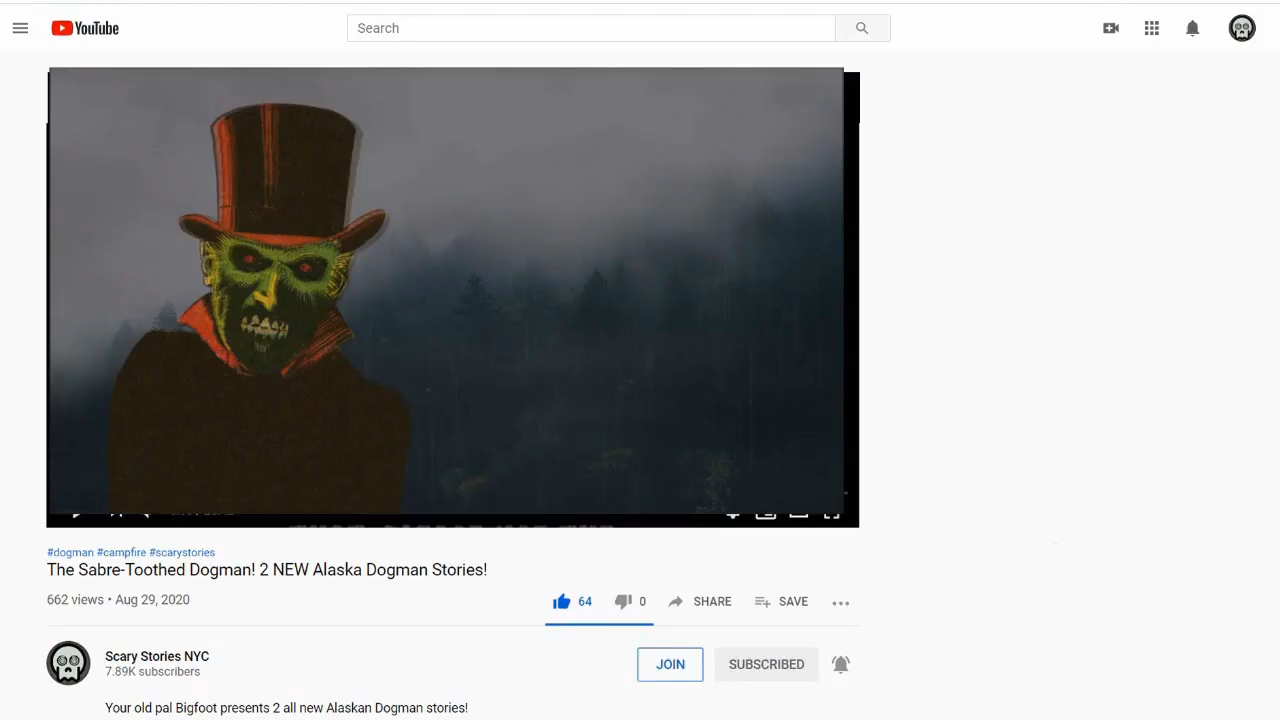 YouTube
Search
#dogman #campfire #scarystories
The Sabre-Toothed Dogman! 2 NEW Alaska Dogman Stories!
662 views • Aug 29, 2020
64
0
SHARE
SAVE
Scary Stories NYC
7.89K subscribers
JOIN
SUBSCRIBED
Your old pal Bigfoot presents 2 all new Alaskan Dogman stories!